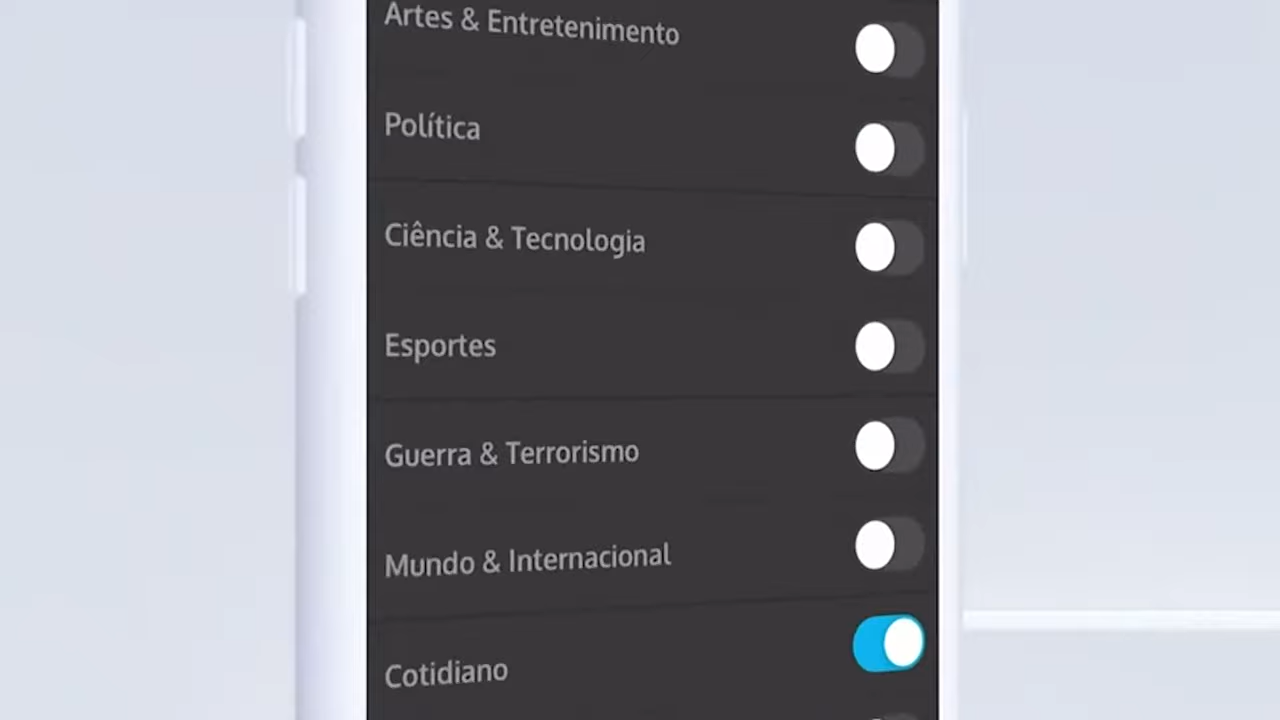 Artes & Entretenimento
Política
Ciência & Tecnologia
Esportes
Guerra & Terrorismo
Mundo & Internacional
Cotidiano